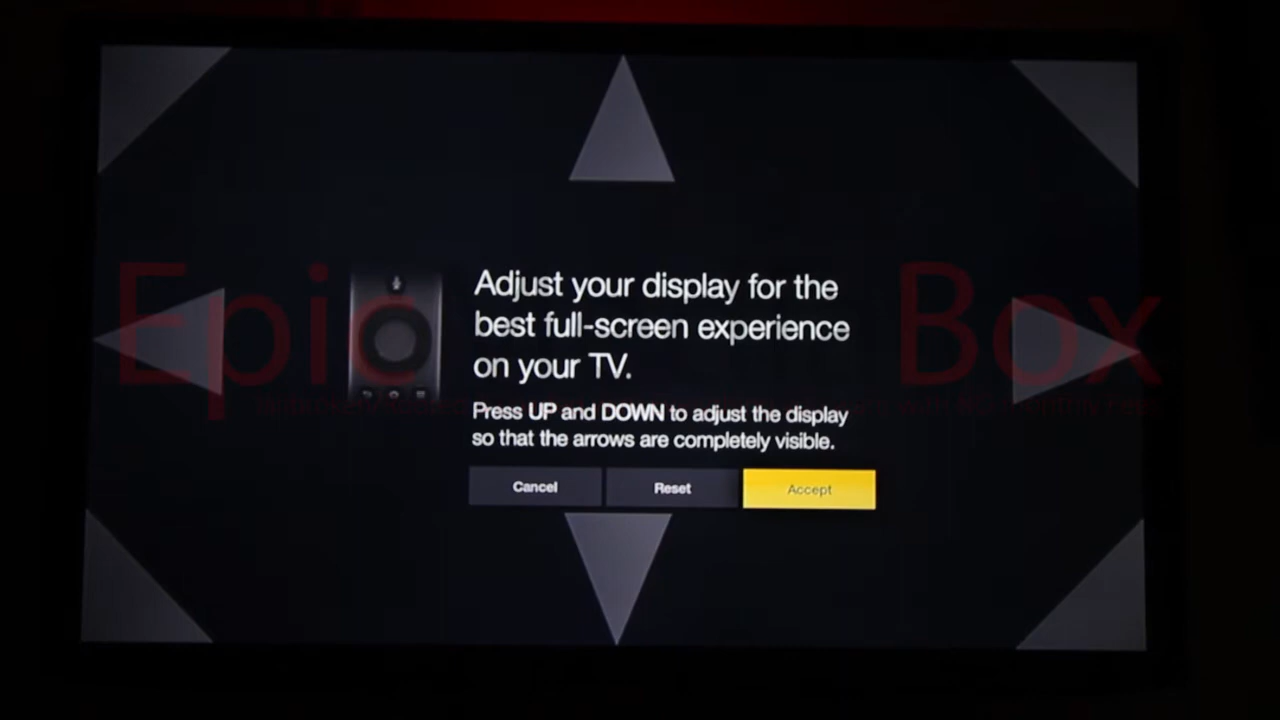 Adjust your display for the
best full-screen experience
on your TV.
Press UP and DOWN to adjust the display
so that the arrows are completely visible.
Cancel Reset Accept
Epic
Box